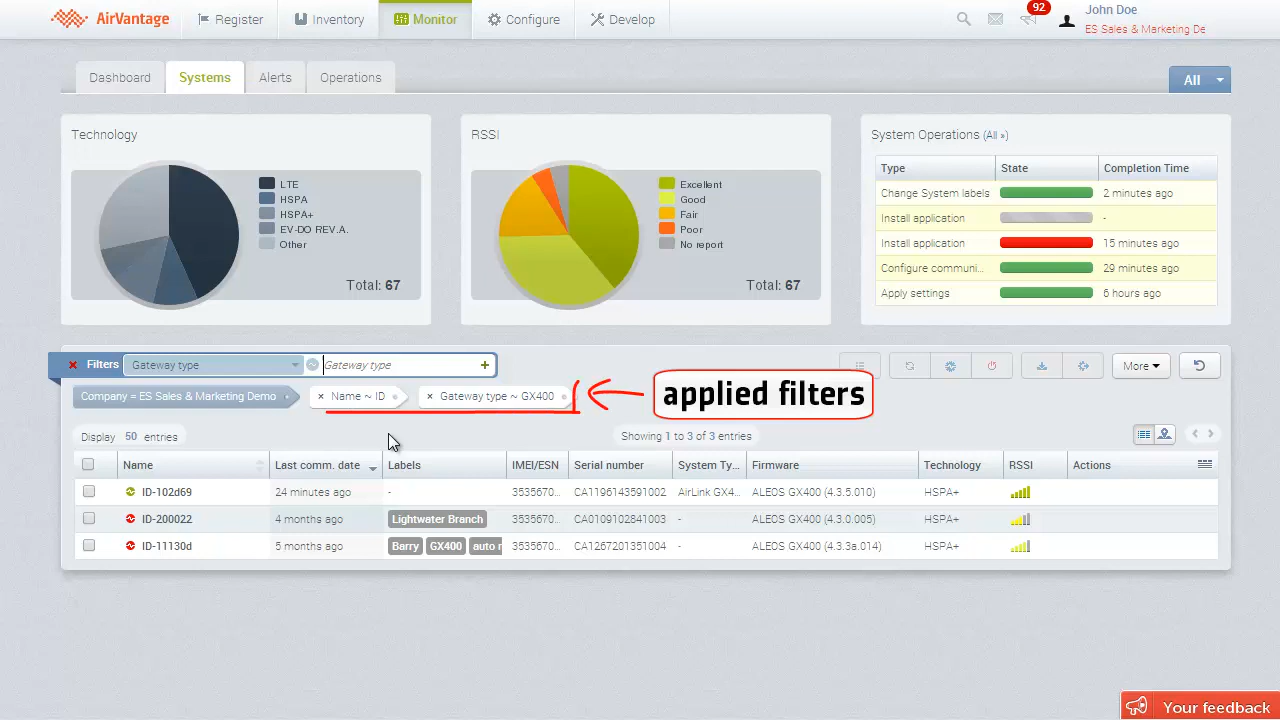 AirVantage Register Inventory Monitor Configure Develop 92 John Doe
ES Sales & Marketing De
Dashboard Systems Alerts Operations All
Technology
LTE
HSPA
HSPA+
EV-DO REV.A.
Other
Total: 67
RSSI
Excellent
Good
Fair
Poor
No report
Total: 67
System Operations (All »)
Type State Completion Time
Change System labels 2 minutes ago
Install application -
Install application 15 minutes ago
Configure communi... 29 minutes ago
Apply settings 6 hours ago
Filters Gateway type Gateway type More
Company = ES Sales & Marketing Demo Name ~ ID Gateway type ~ GX400 applied filters
Display 50 entries Showing 1 to 3 of 3 entries
Name Last comm. date Labels IMEI/ESN Serial number System Ty... Firmware Technology RSSI Actions
ID-102d69 24 minutes ago - 3535670... CA1196143591002 AirLink GX4... ALEOS GX400 (4.3.5.010) HSPA+
ID-200022 4 months ago Lightwater Branch 3535670... CA0109102841003 - ALEOS GX400 (4.3.0.005) HSPA+
ID-11130d 5 months ago Barry GX400 auto r 3535670... CA1267201351004 - ALEOS GX400 (4.3.3a.014) HSPA+
Your feedback